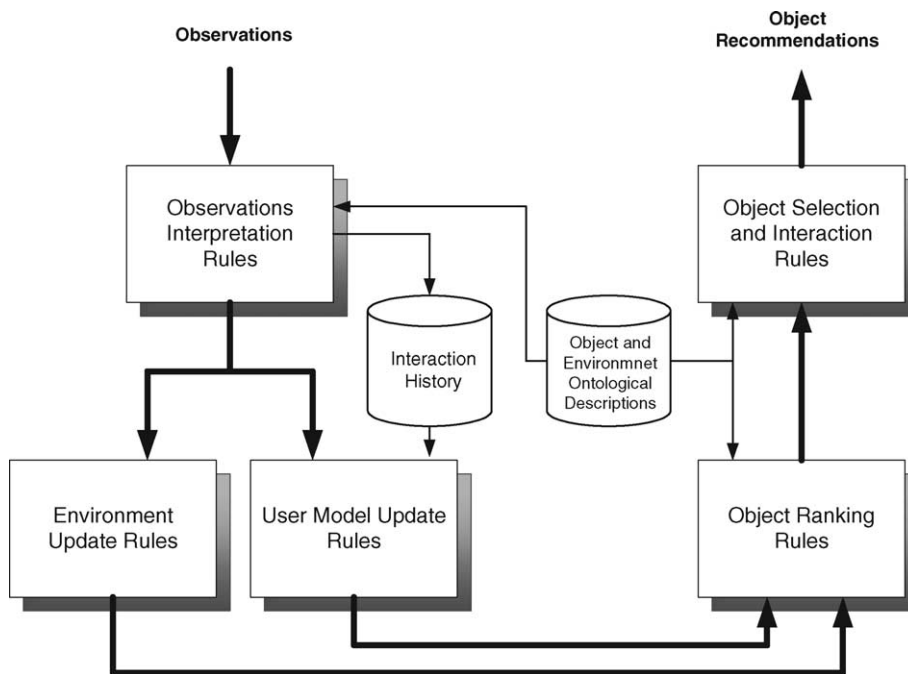 Observations
Object
Recommendations
Observations
Interpretation
Rules
Object Selection
and Interaction
Rules
Interaction
History
Object and
Environmnet
Ontological
Descriptions
Environment
Update Rules
User Model Update
Rules
Object Ranking
Rules